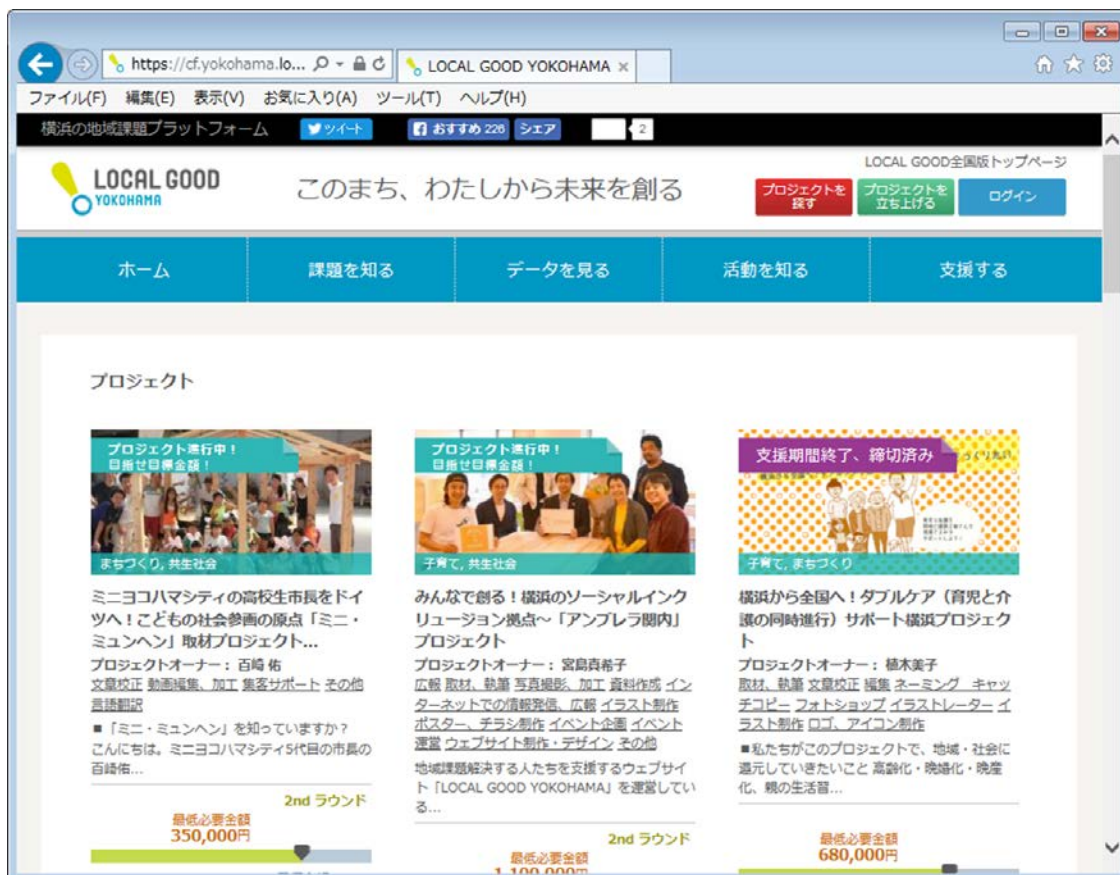 https://cf.yokohama.lo...
LOCAL GOOD YOKOHAMA
ファイル(F) 編集(E) 表示(V) お気に入り(A) ツール(T) ヘルプ(H)
横浜の地域課題プラットフォーム ツイート おすすめ 226 シェア 2
LOCAL GOOD全国版トップページ
LOCAL GOOD
YOKOHAMA
このまち、わたしから未来を創る
プロジェクトを
探す
プロジェクトを
立ち上げる
ログイン
ホーム 課題を知る データを見る 活動を知る 支援する
プロジェクト
プロジェクト進行中！
目指せ目標金額！
まちづくり, 共生社会
ミニヨコハマシティの高校生市長をドイ
ツへ！こどもの社会参画の原点「ミニ・
ミュンヘン」取材プロジェクト...
プロジェクトオーナー： 百崎 佑
文章校正 動画編集、加工 集客サポート その他
言語翻訳
■「ミニ・ミュンヘン」を知っていますか？
こんにちは。ミニヨコハマシティ5代目の市長の
百崎佑...
2nd ラウンド
最低必要金額
350,000円
プロジェクト進行中！
目指せ目標金額！
子育て, 共生社会
みんなで創る！横浜のソーシャルインク
リュージョン拠点～「アンブレラ関内」
プロジェクト
プロジェクトオーナー： 宮島真希子
広報 取材、執筆 写真撮影、加工 資料作成 イン
ターネットでの情報発信、広報 イラスト制作
ポスター、チラシ制作 イベント企画 イベント
運営 ウェブサイト制作・デザイン その他
地域課題解決する人たちを支援するウェブサイ
ト「LOCAL GOOD YOKOHAMA」を運営してい
る...
2nd ラウンド
最低必要金額
1,100,000円
支援期間終了、締切済み
づくりたい
子育て, まちづくり
横浜から全国へ！ダブルケア（育児と介
護の同時進行）サポート横浜プロジェク
ト
プロジェクトオーナー： 植木美子
取材、執筆 文章校正 編集 ネーミング キャッ
チコピー フォトショップ イラストレーター イ
ラスト制作 ロゴ、アイコン制作
■私たちがこのプロジェクトで、地域・社会に
還元していきたいこと 高齢化・晩婚化・晩産
化、親の生活習...
最低必要金額
680,000円